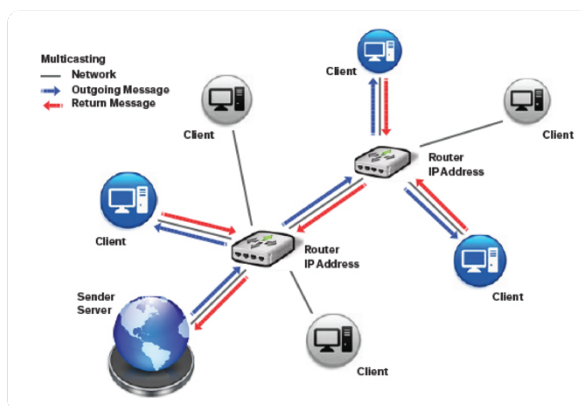 Multicasting
Network
Outgoing Message
Return Message
Client
Client
Client
Router
IP Address
Client
Router
IP Address
Client
Sender
Server
Client